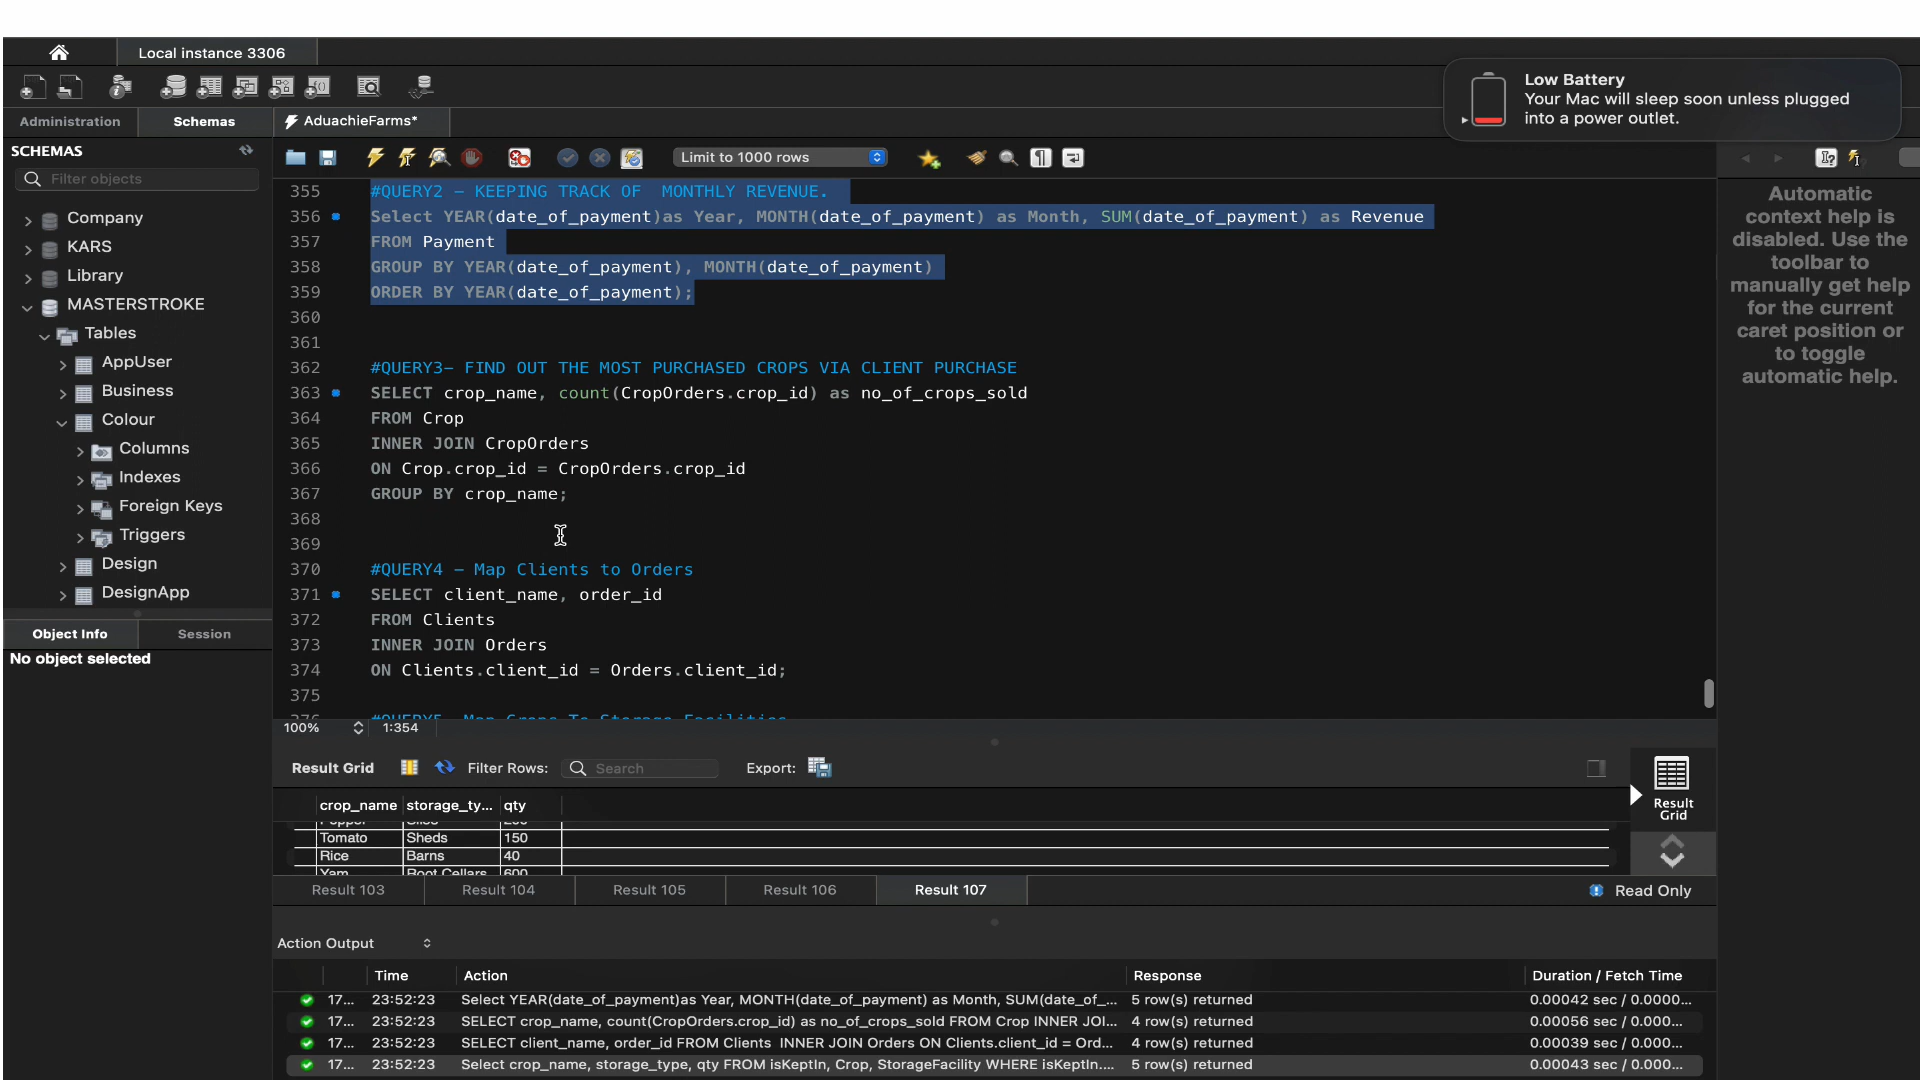 Local instance 3306
Low Battery
Your Mac will sleep soon unless plugged
into a power outlet.
Administration
Schemas
AduachieFarms*
SCHEMAS
Filter objects
Limit to 1000 rows
Company
KARS
Library
MASTERSTROKE
Tables
AppUser
Business
Colour
Columns
Indexes
Foreign Keys
Triggers
Design
DesignApp
Object Info
Session
No object selected
355 #QUERY2 – KEEPING TRACK OF  MONTHLY REVENUE.
356 Select YEAR(date_of_payment)as Year, MONTH(date_of_payment) as Month, SUM(date_of_payment) as Revenue
357 FROM Payment
358 GROUP BY YEAR(date_of_payment), MONTH(date_of_payment)
359 ORDER BY YEAR(date_of_payment);
360
361
362 #QUERY3– FIND OUT THE MOST PURCHASED CROPS VIA CLIENT PURCHASE
363 SELECT crop_name, count(CropOrders.crop_id) as no_of_crops_sold
364 FROM Crop
365 INNER JOIN CropOrders
366 ON Crop.crop_id = CropOrders.crop_id
367 GROUP BY crop_name;
368
369
370 #QUERY4 – Map Clients to Orders
371 SELECT client_name, order_id
372 FROM Clients
373 INNER JOIN Orders
374 ON Clients.client_id = Orders.client_id;
375
376 #QUERY5 Map Crops To Storage Facilities
Automatic
context help is
disabled. Use the
toolbar to
manually get help
for the current
caret position or
to toggle
automatic help.
100%
1:354
Result Grid
Filter Rows:
Search
Export:
crop_name storage_ty... qty
Tomato Sheds 150
Rice Barns 40
Yam Root Cellars 600
Result
Grid
Result 103
Result 104
Result 105
Result 106
Result 107
Read Only
Action Output
Time Action Response Duration / Fetch Time
17... 23:52:23 Select YEAR(date_of_payment)as Year, MONTH(date_of_payment) as Month, SUM(date_of_... 5 row(s) returned 0.00042 sec / 0.0000...
17... 23:52:23 SELECT crop_name, count(CropOrders.crop_id) as no_of_crops_sold FROM Crop INNER JOI... 4 row(s) returned 0.00056 sec / 0.000...
17... 23:52:23 SELECT client_name, order_id FROM Clients  INNER JOIN Orders ON Clients.client_id = Ord... 4 row(s) returned 0.00039 sec / 0.000...
17... 23:52:23 Select crop_name, storage_type, qty FROM isKeptIn, Crop, StorageFacility WHERE isKeptIn.... 5 row(s) returned 0.00043 sec / 0.000...